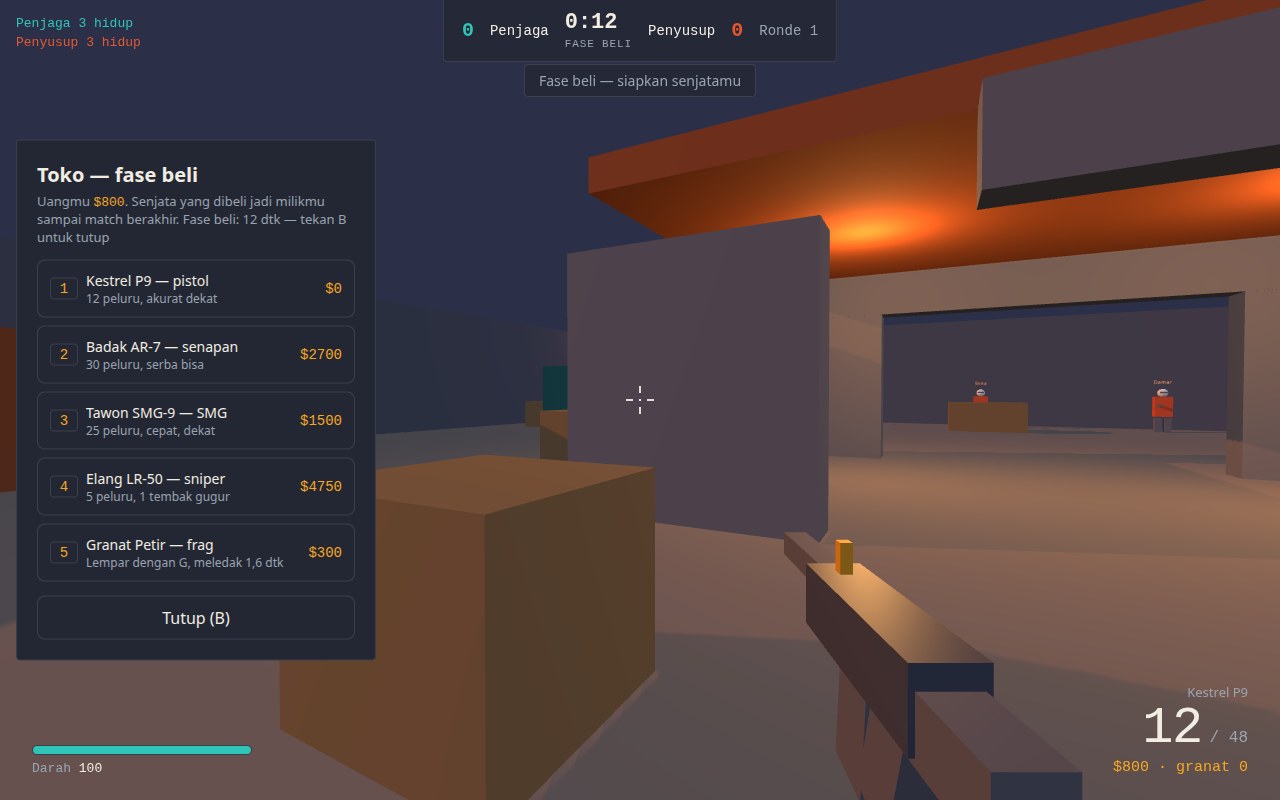 Penjaga 3 hidup
Penyusup 3 hidup
0 Penjaga 0:12 Penyusup 0 Ronde 1
FASE BELI
Fase beli — siapkan senjatamu
Toko — fase beli
Uangmu $800. Senjata yang dibeli jadi milikmu
sampai match berakhir. Fase beli: 12 dtk — tekan B
untuk tutup
1 Kestrel P9 — pistol $0
12 peluru, akurat dekat
2 Badak AR-7 — senapan $2700
30 peluru, serba bisa
3 Tawon SMG-9 — SMG $1500
25 peluru, cepat, dekat
4 Elang LR-50 — sniper $4750
5 peluru, 1 tembak gugur
5 Granat Petir — frag $300
Lempar dengan G, meledak 1,6 dtk
Tutup (B)
Damar
Darah 100
Kestrel P9
12 / 48
$800 · granat 0